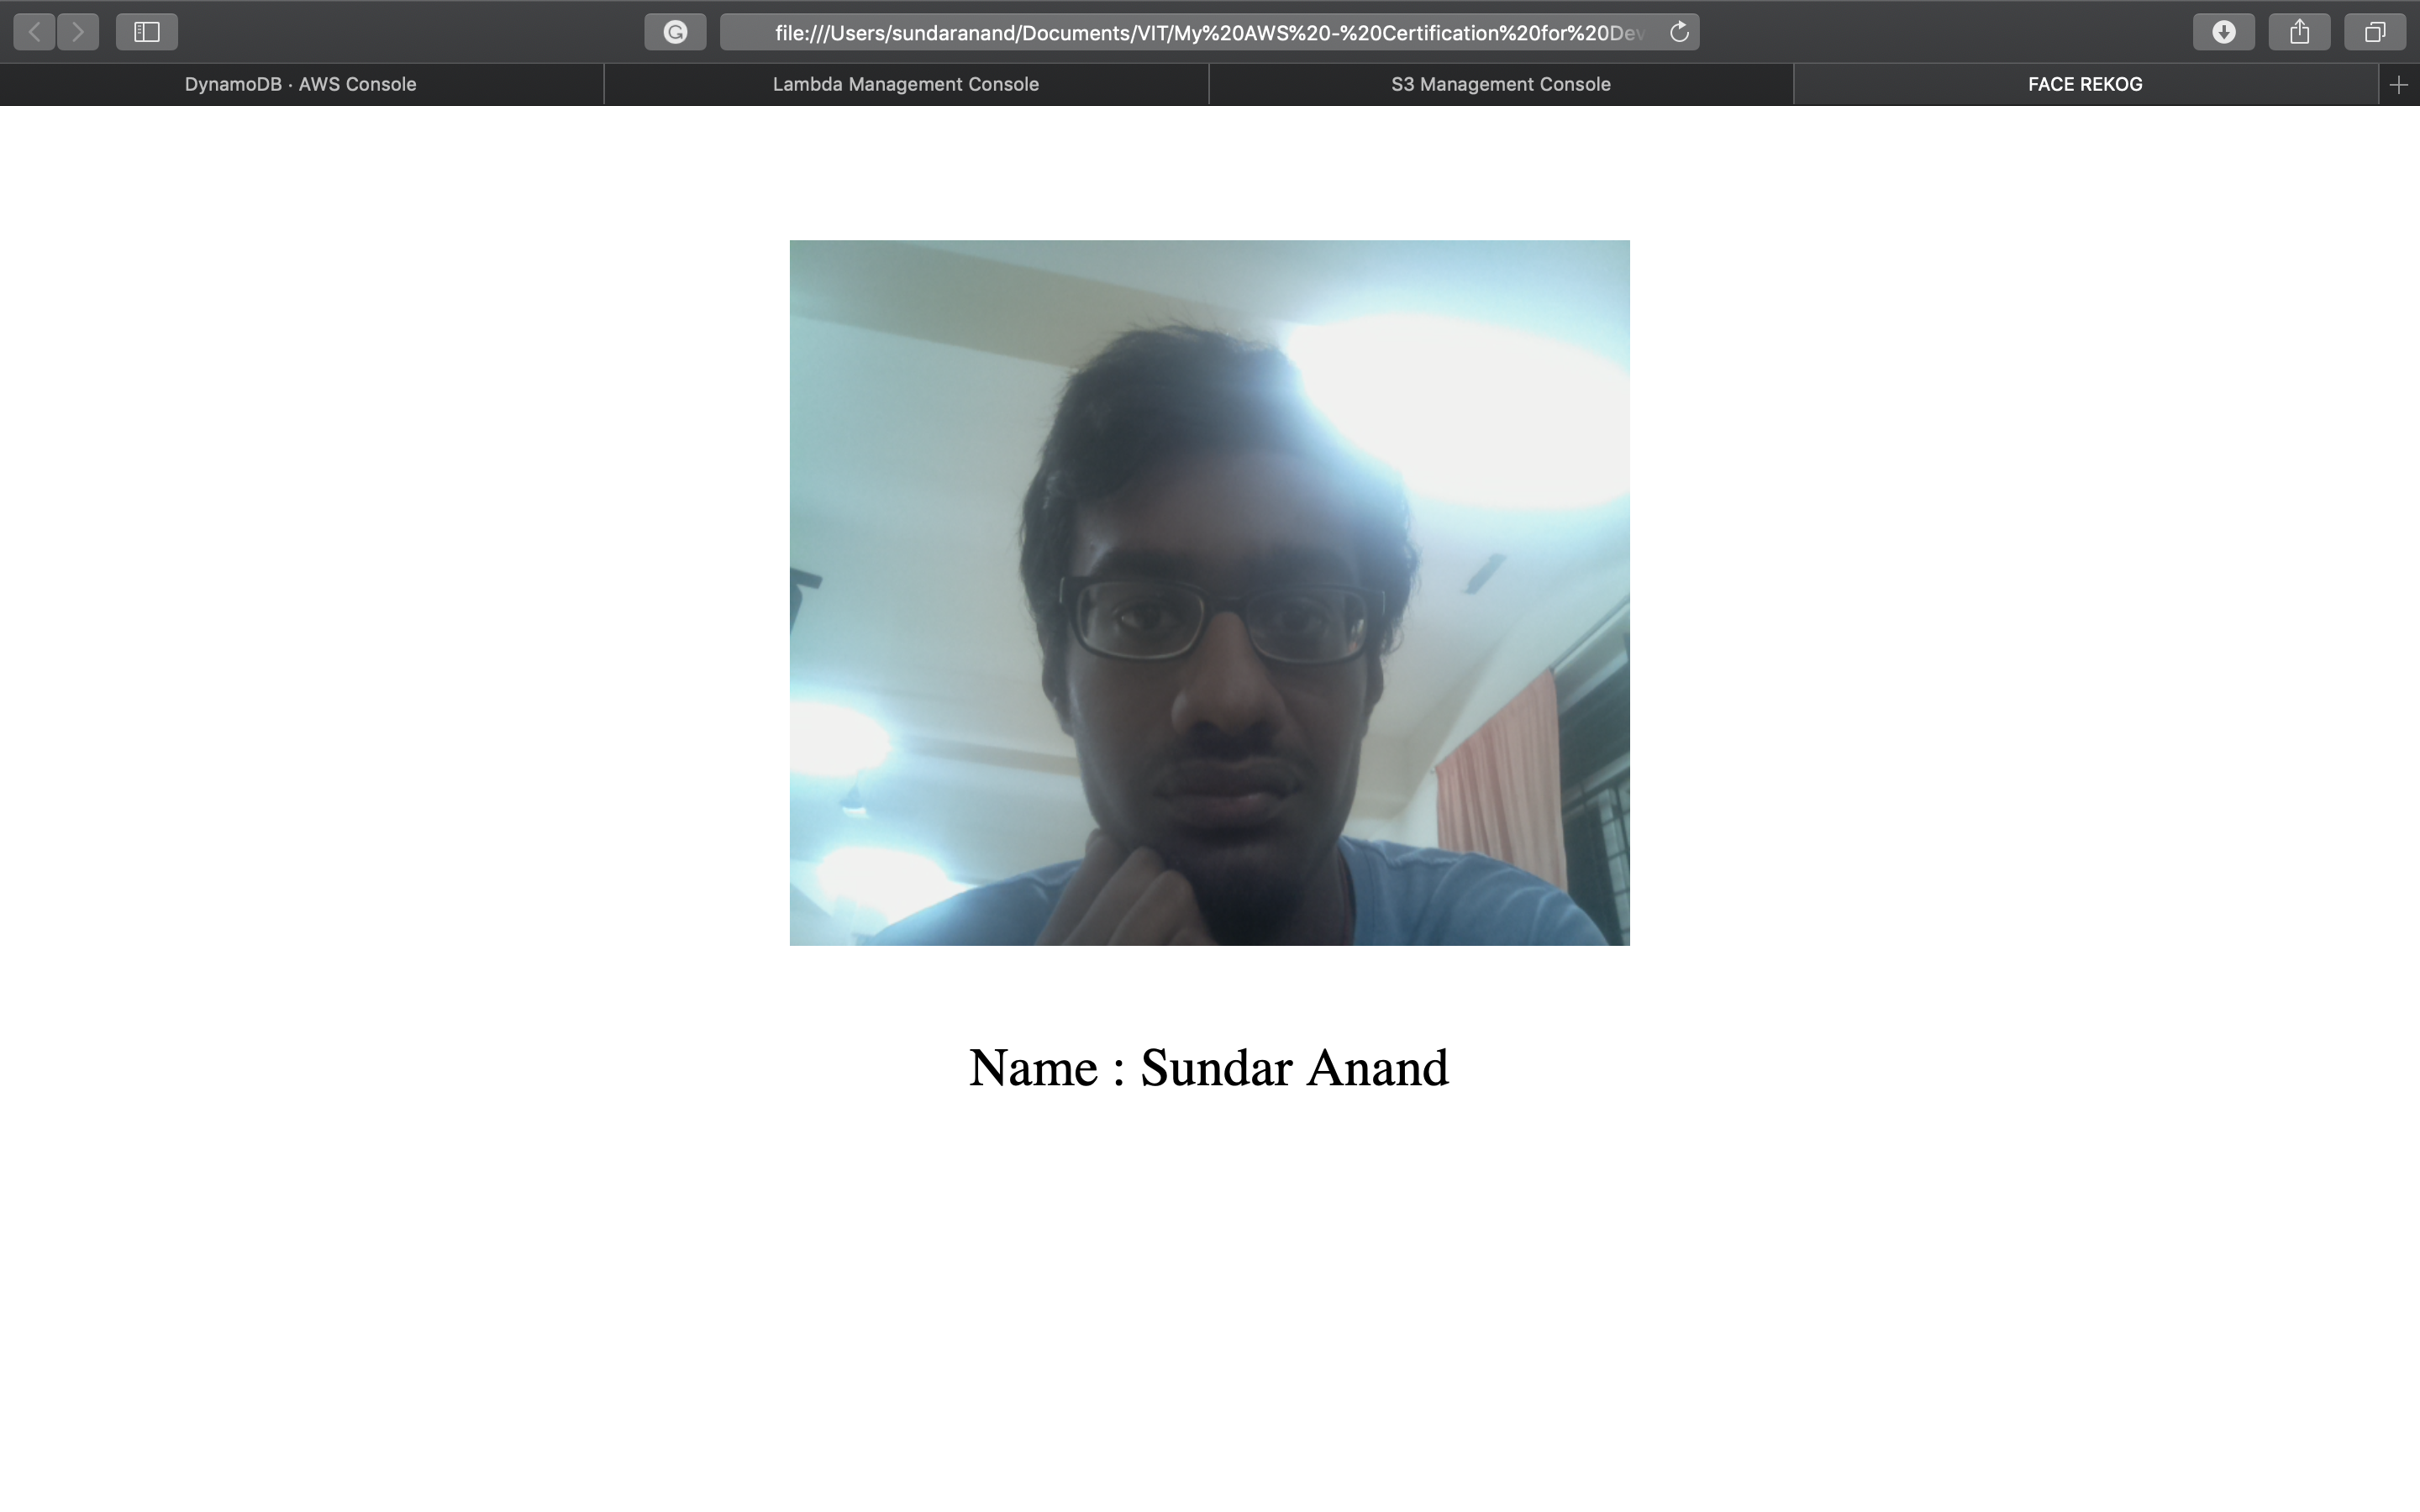 file:///Users/sundaranand/Documents/VIT/My%20AWS%20-%20Certification%20for%20Dev
DynamoDB · AWS Console
Lambda Management Console
S3 Management Console
FACE REKOG
Name : Sundar Anand